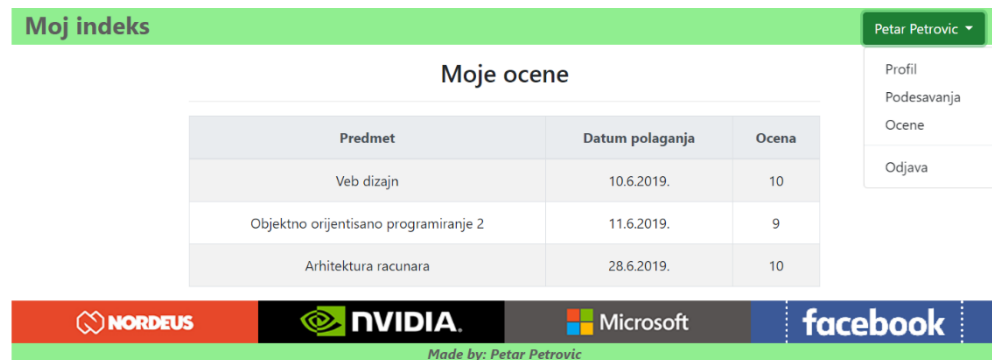 Moj indeks
Petar Petrovic
Profil
Podesavanja
Ocene
Odjava
Moje ocene
Predmet Datum polaganja Ocena
Veb dizajn 10.6.2019. 10
Objektno orijentisano programiranje 2 11.6.2019. 9
Arhitektura racunara 28.6.2019. 10
NORDEUS NVIDIA. Microsoft facebook
Made by: Petar Petrovic